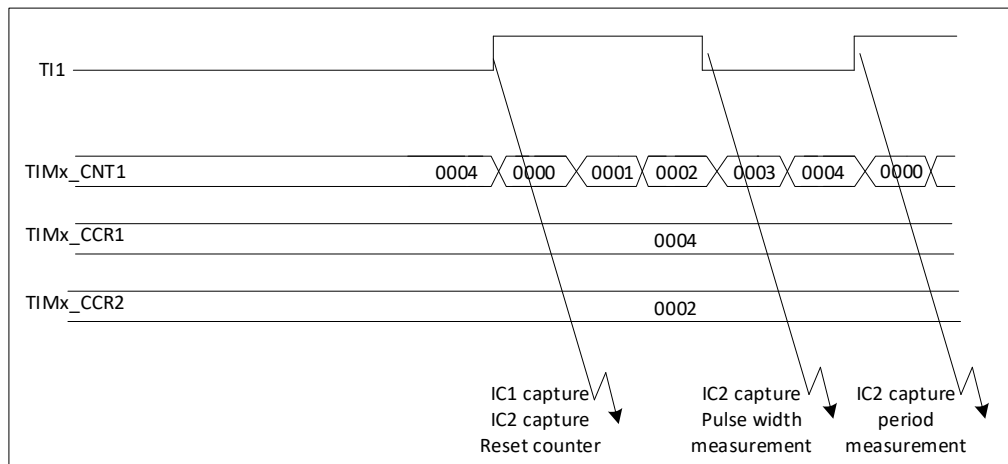 TI1
TIMx_CNT1
0004 0000 0001 0002 0003 0004 0000
TIMx_CCR1
0004
TIMx_CCR2
0002
IC1 capture
IC2 capture
Reset counter
IC2 capture
Pulse width
measurement
IC2 capture
period
measurement